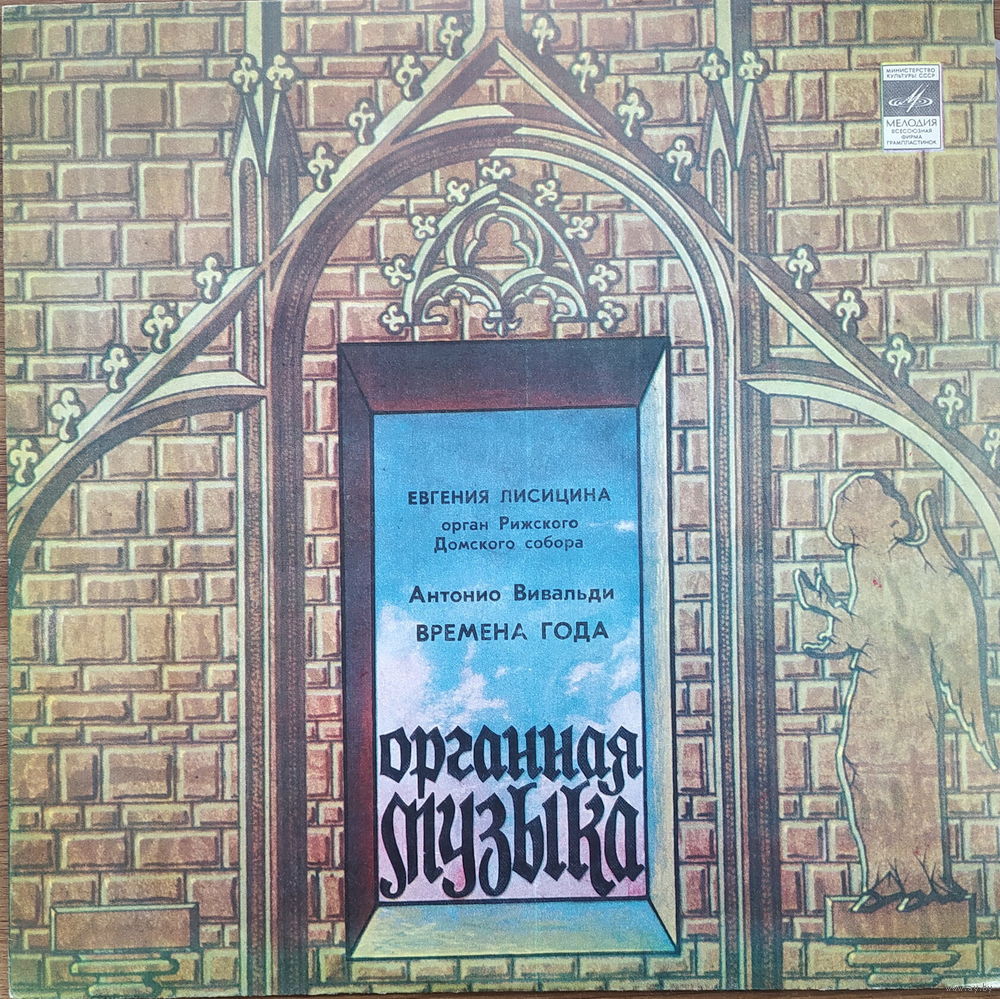 МИНИСТЕРСТВО
КУЛЬТУРЫ СССР
МЕЛОДИЯ
ВСЕСОЮЗНАЯ
ФИРМА
ГРАМПЛАСТИНОК
ЕВГЕНИЯ ЛИСИЦИНА
орган Рижского
Домского собора
Антонио Вивальди
ВРЕМЕНА ГОДА
органная
музыка